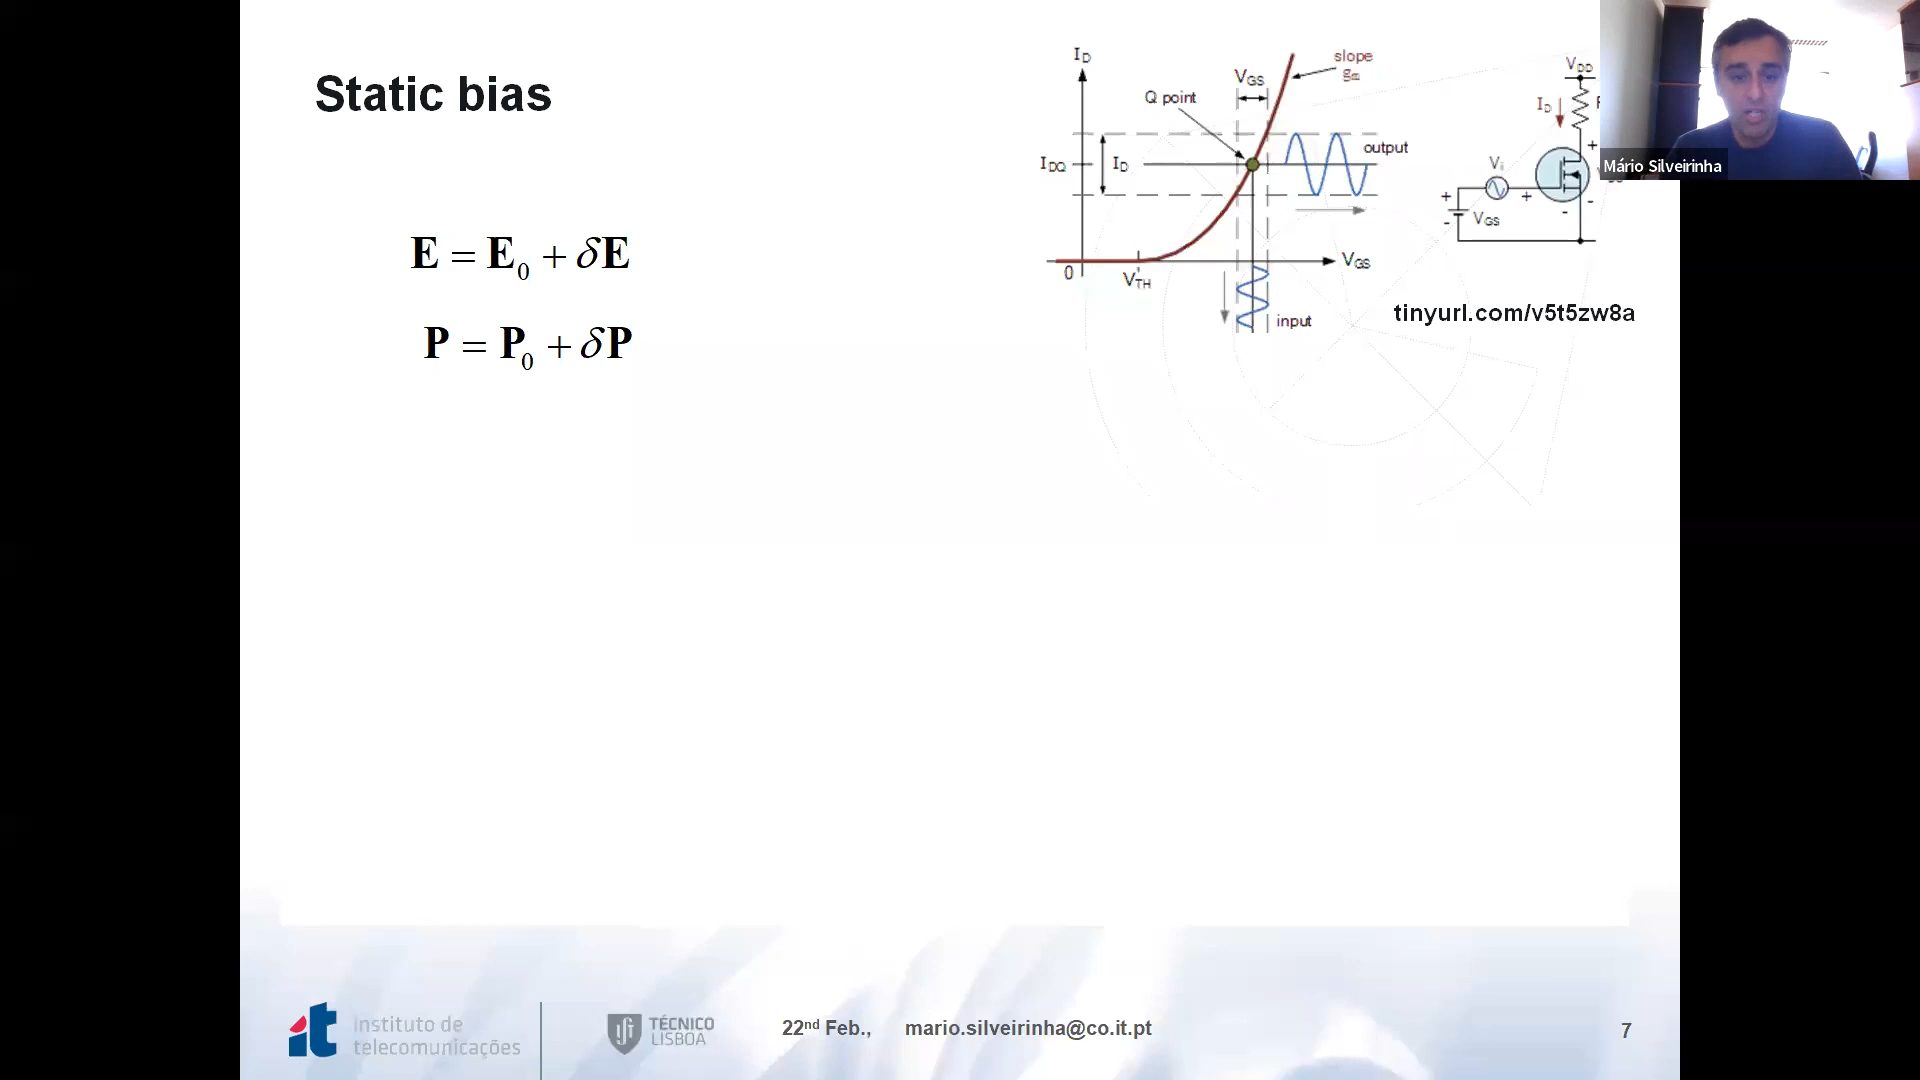 Static bias
E = E0 + δE
P = P0 + δP
ID
VGS
slope
gm
Q point
IDQ
ID
output
0
VTH
VGS
input
VDD
ID
Vi
+
+
+
-
VGS
+
-
-
tinyurl.com/v5t5zw8a
Mário Silveirinha
instituto de
telecomunicações
TÉCNICO
LISBOA
22nd Feb., mario.silveirinha@co.it.pt
7